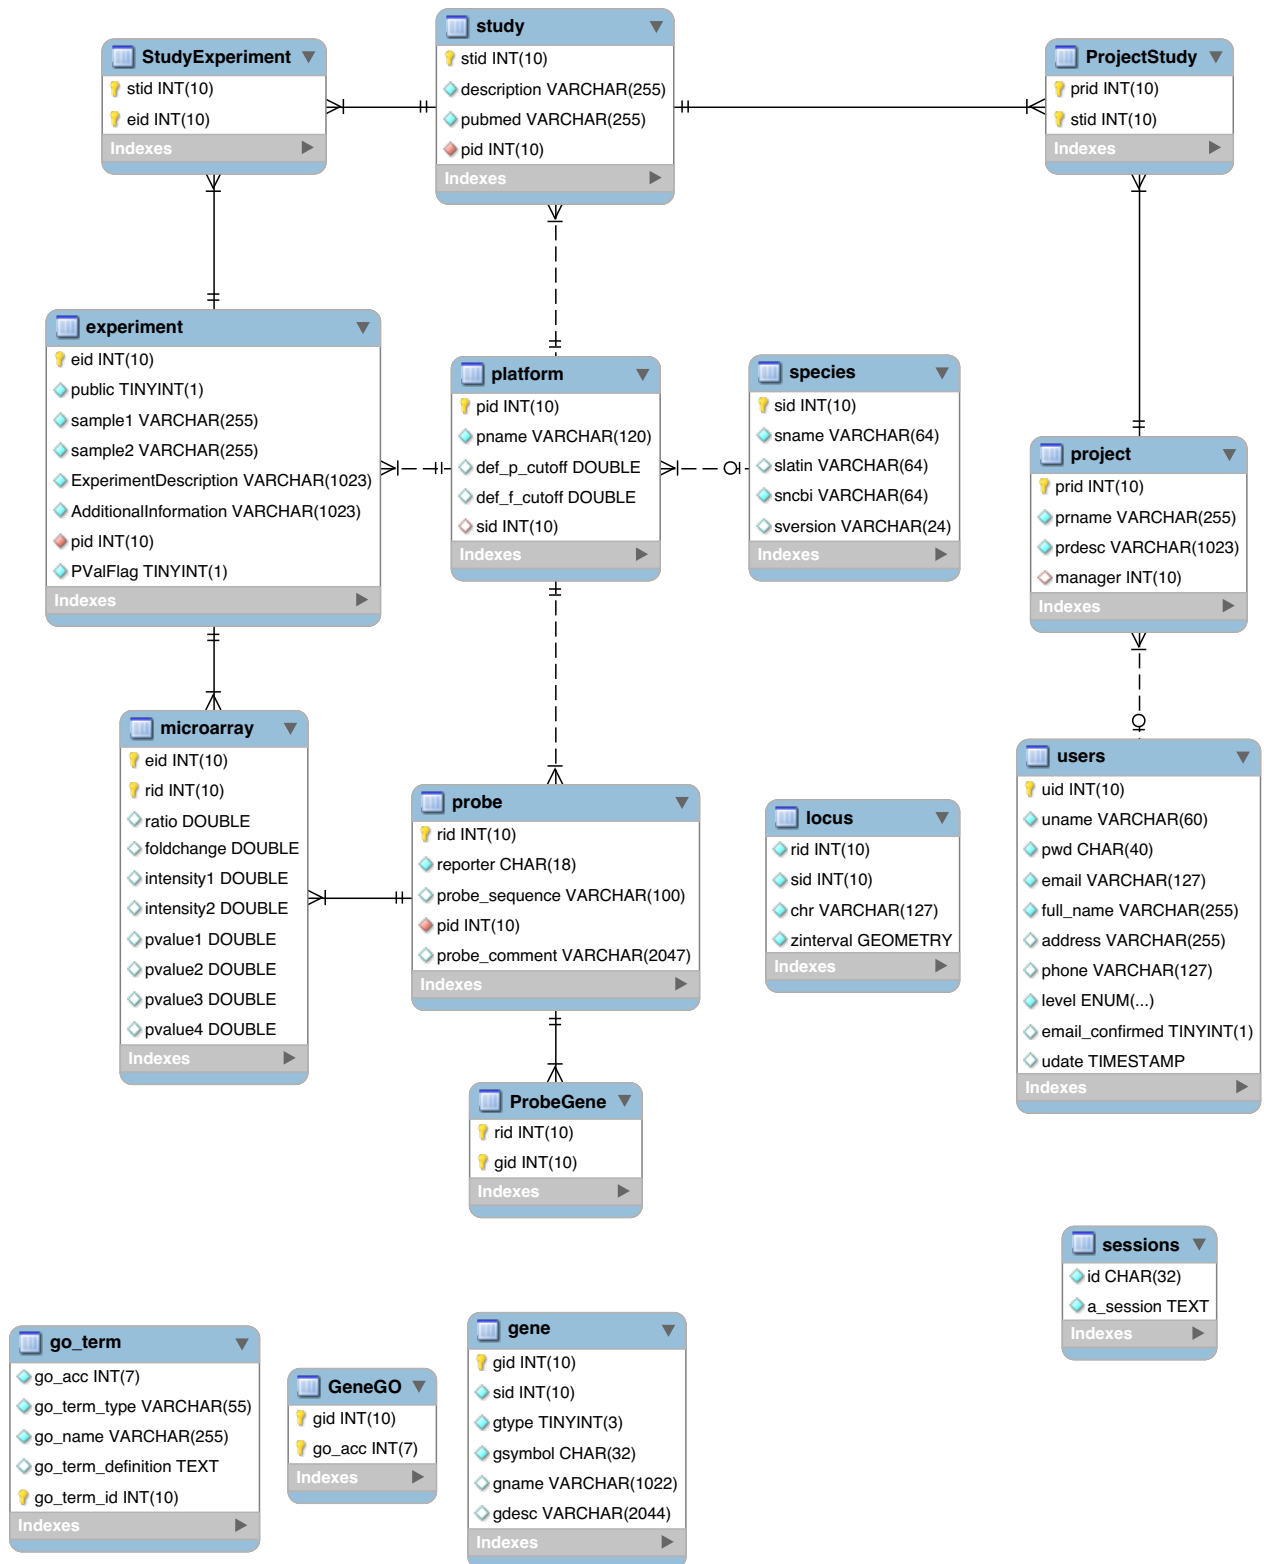 study
stid INT(10)
description VARCHAR(255)
pubmed VARCHAR(255)
pid INT(10)
Indexes
StudyExperiment
stid INT(10)
eid INT(10)
Indexes
ProjectStudy
prid INT(10)
stid INT(10)
Indexes
experiment
eid INT(10)
public TINYINT(1)
sample1 VARCHAR(255)
sample2 VARCHAR(255)
ExperimentDescription VARCHAR(1023)
AdditionalInformation VARCHAR(1023)
pid INT(10)
PValFlag TINYINT(1)
Indexes
platform
pid INT(10)
pname VARCHAR(120)
def_p_cutoff DOUBLE
def_f_cutoff DOUBLE
sid INT(10)
Indexes
species
sid INT(10)
sname VARCHAR(64)
slatin VARCHAR(64)
sncbi VARCHAR(64)
sversion VARCHAR(24)
Indexes
project
prid INT(10)
prname VARCHAR(255)
prdesc VARCHAR(1023)
manager INT(10)
Indexes
microarray
eid INT(10)
rid INT(10)
ratio DOUBLE
foldchange DOUBLE
intensity1 DOUBLE
intensity2 DOUBLE
pvalue1 DOUBLE
pvalue2 DOUBLE
pvalue3 DOUBLE
pvalue4 DOUBLE
Indexes
probe
rid INT(10)
reporter CHAR(18)
probe_sequence VARCHAR(100)
pid INT(10)
probe_comment VARCHAR(2047)
Indexes
locus
rid INT(10)
sid INT(10)
chr VARCHAR(127)
zinterval GEOMETRY
Indexes
users
uid INT(10)
uname VARCHAR(60)
pwd CHAR(40)
email VARCHAR(127)
full_name VARCHAR(255)
address VARCHAR(255)
phone VARCHAR(127)
level ENUM(...)
email_confirmed TINYINT(1)
udate TIMESTAMP
Indexes
ProbeGene
rid INT(10)
gid INT(10)
Indexes
sessions
id CHAR(32)
a_session TEXT
Indexes
go_term
go_acc INT(7)
go_term_type VARCHAR(55)
go_name VARCHAR(255)
go_term_definition TEXT
go_term_id INT(10)
Indexes
GeneGO
gid INT(10)
go_acc INT(7)
Indexes
gene
gid INT(10)
sid INT(10)
gtype TINYINT(3)
gsymbol CHAR(32)
gname VARCHAR(1022)
gdesc VARCHAR(2044)
Indexes